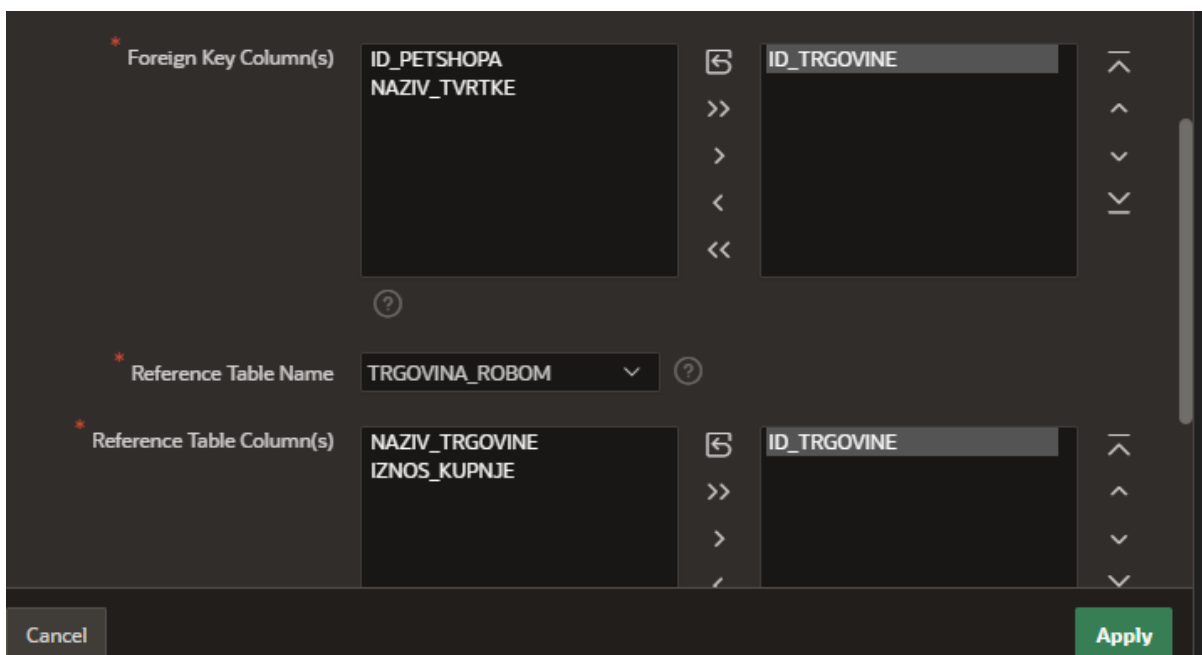 * Foreign Key Column(s)
ID_PETSHOPA
NAZIV_TVRTKE
ID_TRGOVINE
* Reference Table Name
TRGOVINA_ROBOM
* Reference Table Column(s)
NAZIV_TRGOVINE
IZNOS_KUPNJE
ID_TRGOVINE
Cancel
Apply